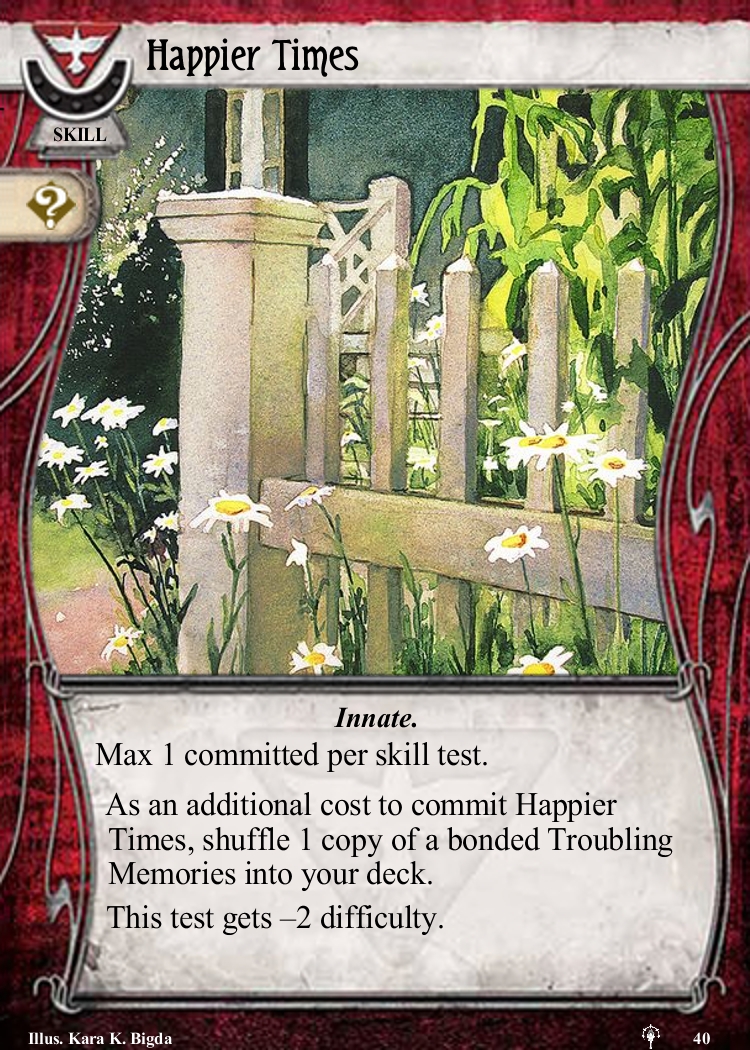 Happier Times
SKILL
?
Innate.
Max 1 committed per skill test.
As an additional cost to commit Happier
Times, shuffle 1 copy of a bonded Troubling
Memories into your deck.
This test gets –2 difficulty.
Illus. Kara K. Bigda
40